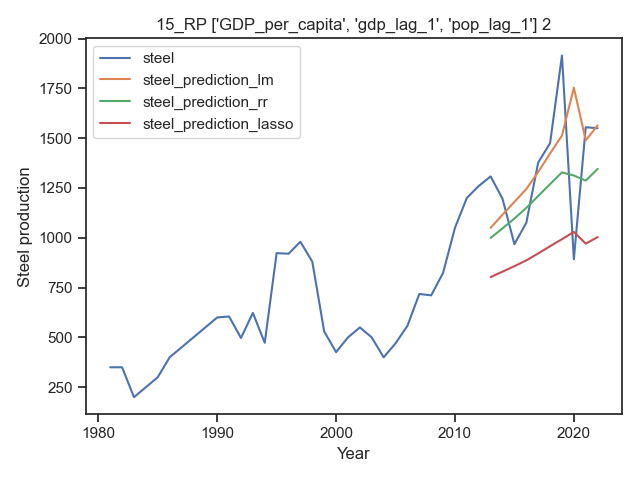 15_RP ['GDP_per_capita', 'gdp_lag_1', 'pop_lag_1'] 2
steel
steel_prediction_lm
steel_prediction_rr
steel_prediction_lasso
Steel production
2000
1750
1500
1250
1000
750
500
250
1980
1990
2000
2010
2020
Year